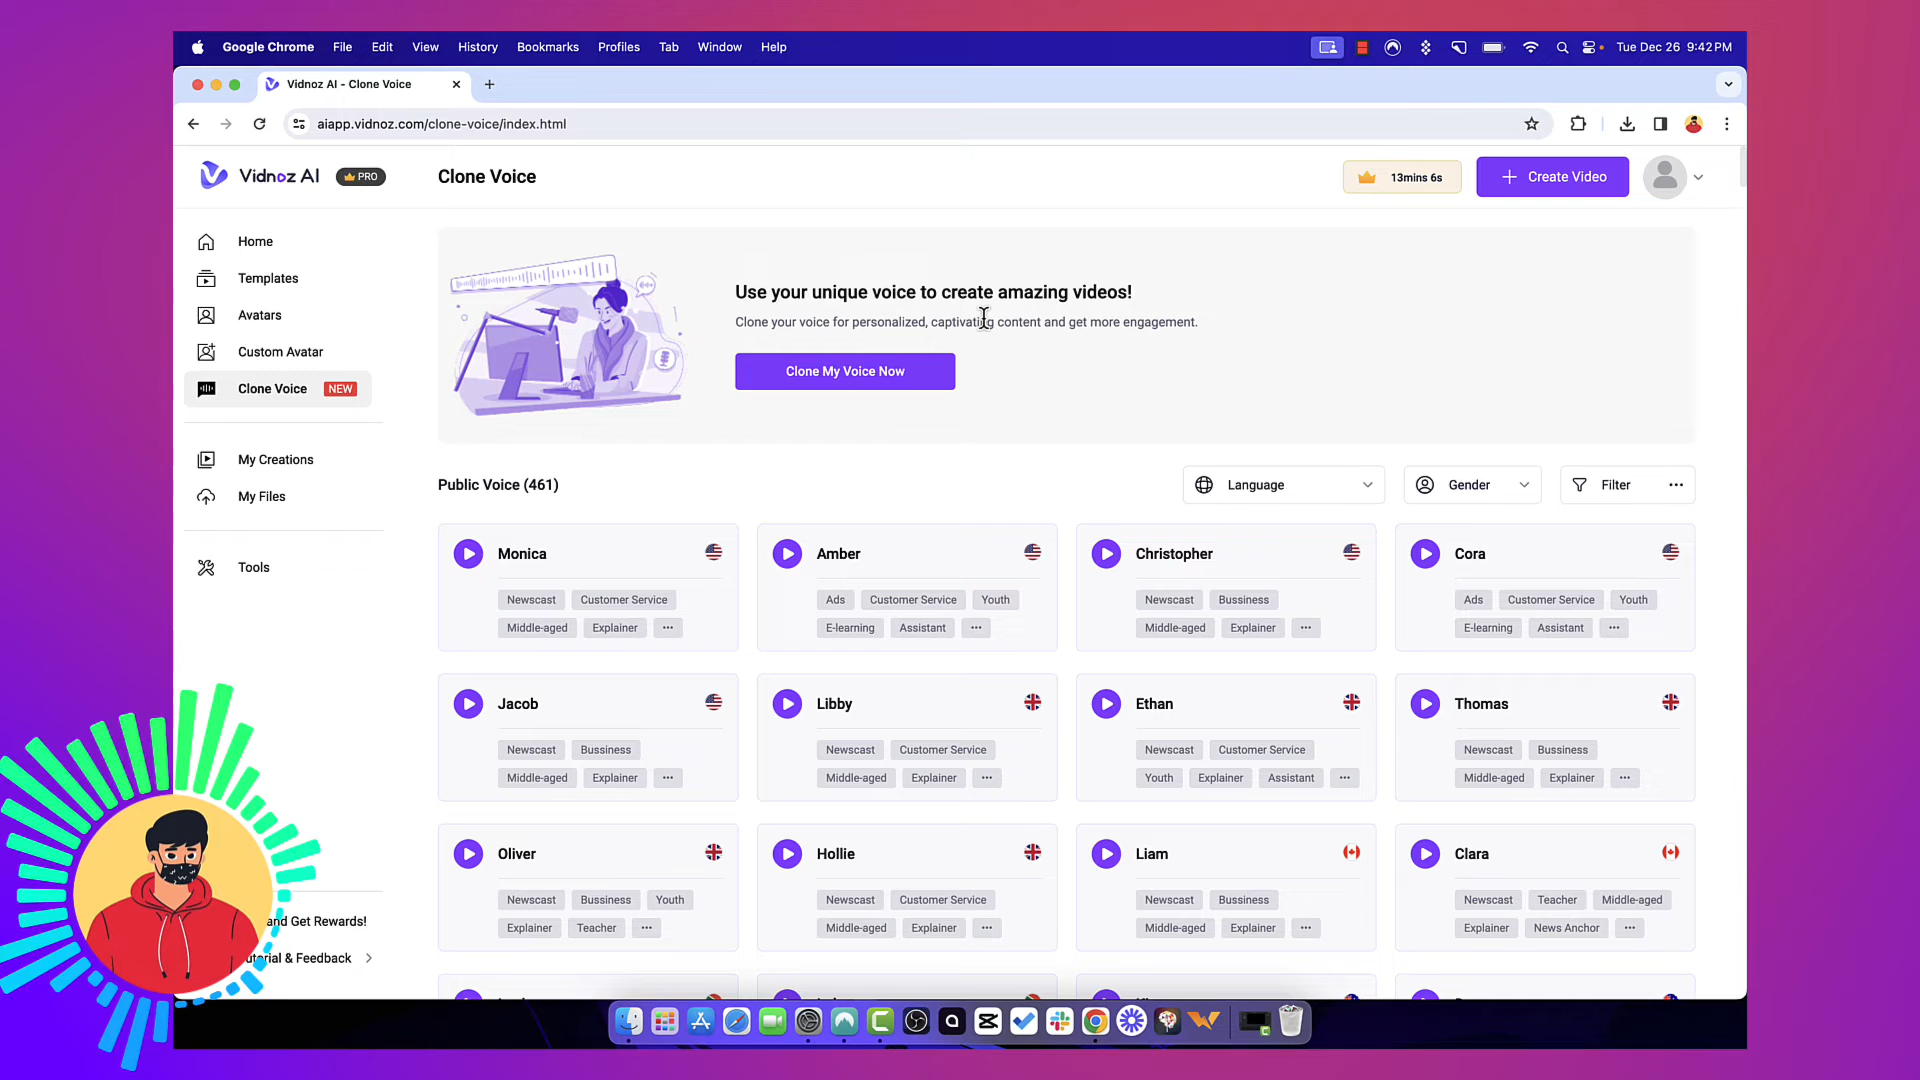 Google Chrome File Edit View History Bookmarks Profiles Tab Window Help Tue Dec 26 9:42 PM
Vidnoz AI - Clone Voice
aiapp.vidnoz.com/clone-voice/index.html
Vidnoz AI PRO
Clone Voice
13mins 6s
Create Video
Home
Templates
Avatars
Custom Avatar
Clone Voice NEW
My Creations
My Files
Tools
and Get Rewards!
& Feedback
Use your unique voice to create amazing videos!
Clone your voice for personalized, captivating content and get more engagement.
Clone My Voice Now
Public Voice (461)
Language
Gender
Filter
Monica
Newscast Customer Service
Middle-aged Explainer
Amber
Ads Customer Service Youth
E-learning Assistant
Christopher
Newscast Bussiness
Middle-aged Explainer
Cora
Ads Customer Service Youth
E-learning Assistant
Jacob
Newscast Bussiness
Middle-aged Explainer
Libby
Newscast Customer Service
Middle-aged Explainer
Ethan
Newscast Customer Service
Youth Explainer Assistant
Thomas
Newscast Bussiness
Middle-aged Explainer
Oliver
Newscast Bussiness Youth
Explainer Teacher
Hollie
Newscast Customer Service
Middle-aged Explainer
Liam
Newscast Bussiness
Middle-aged Explainer
Clara
Newscast Teacher Middle-aged
Explainer News Anchor